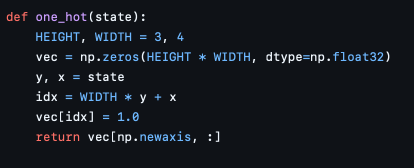 def one_hot(state):
    HEIGHT, WIDTH = 3, 4
    vec = np.zeros(HEIGHT * WIDTH, dtype=np.float32)
    y, x = state
    idx = WIDTH * y + x
    vec[idx] = 1.0
    return vec[np.newaxis, :]